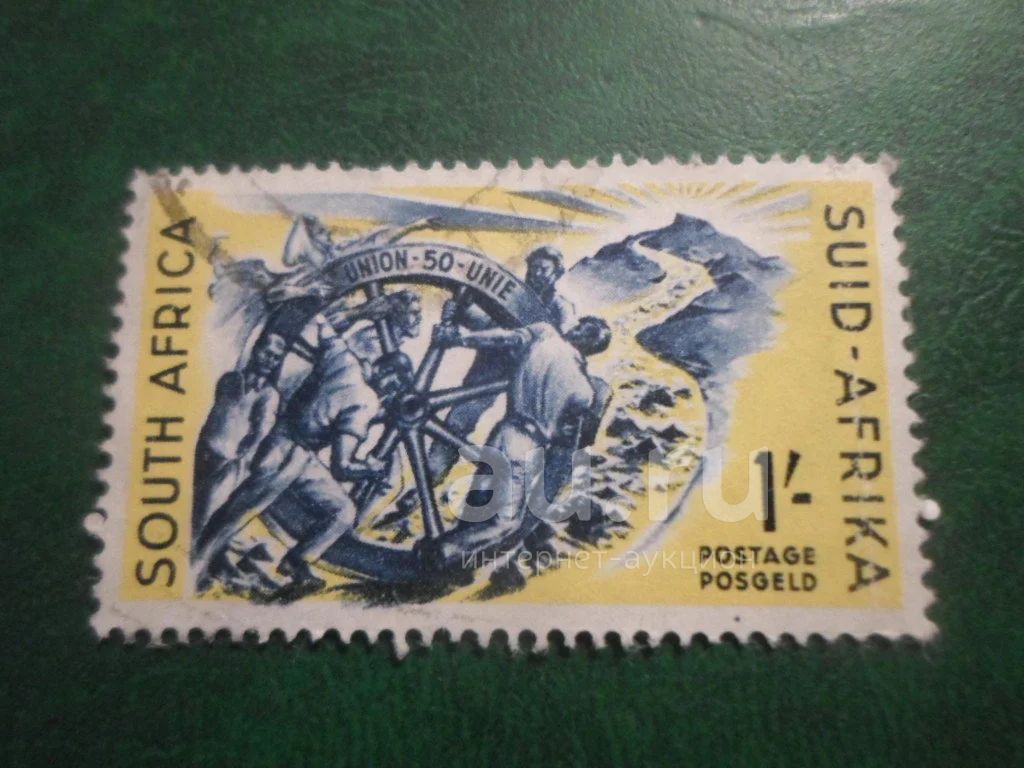 SOUTH AFRICA
UNION-50-UNIE
SUID-AFRIKA
1/-
POSTAGE
POSGELD
au.ru
интернет-аукцион